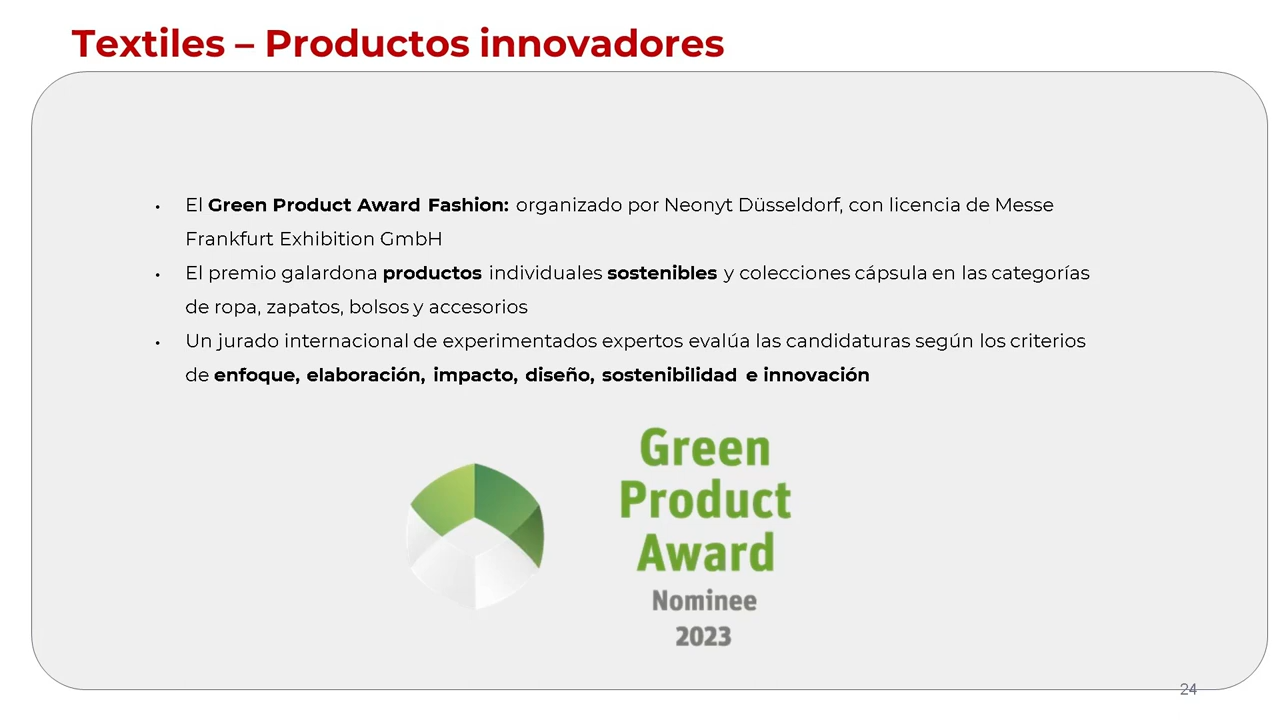 Textiles – Productos innovadores
• El Green Product Award Fashion: organizado por Neonyt Düsseldorf, con licencia de Messe
Frankfurt Exhibition GmbH
• El premio galardona productos individuales sostenibles y colecciones cápsula en las categorías
de ropa, zapatos, bolsos y accesorios
• Un jurado internacional de experimentados expertos evalúa las candidaturas según los criterios
de enfoque, elaboración, impacto, diseño, sostenibilidad e innovación
Green
Product
Award
Nominee
2023
24